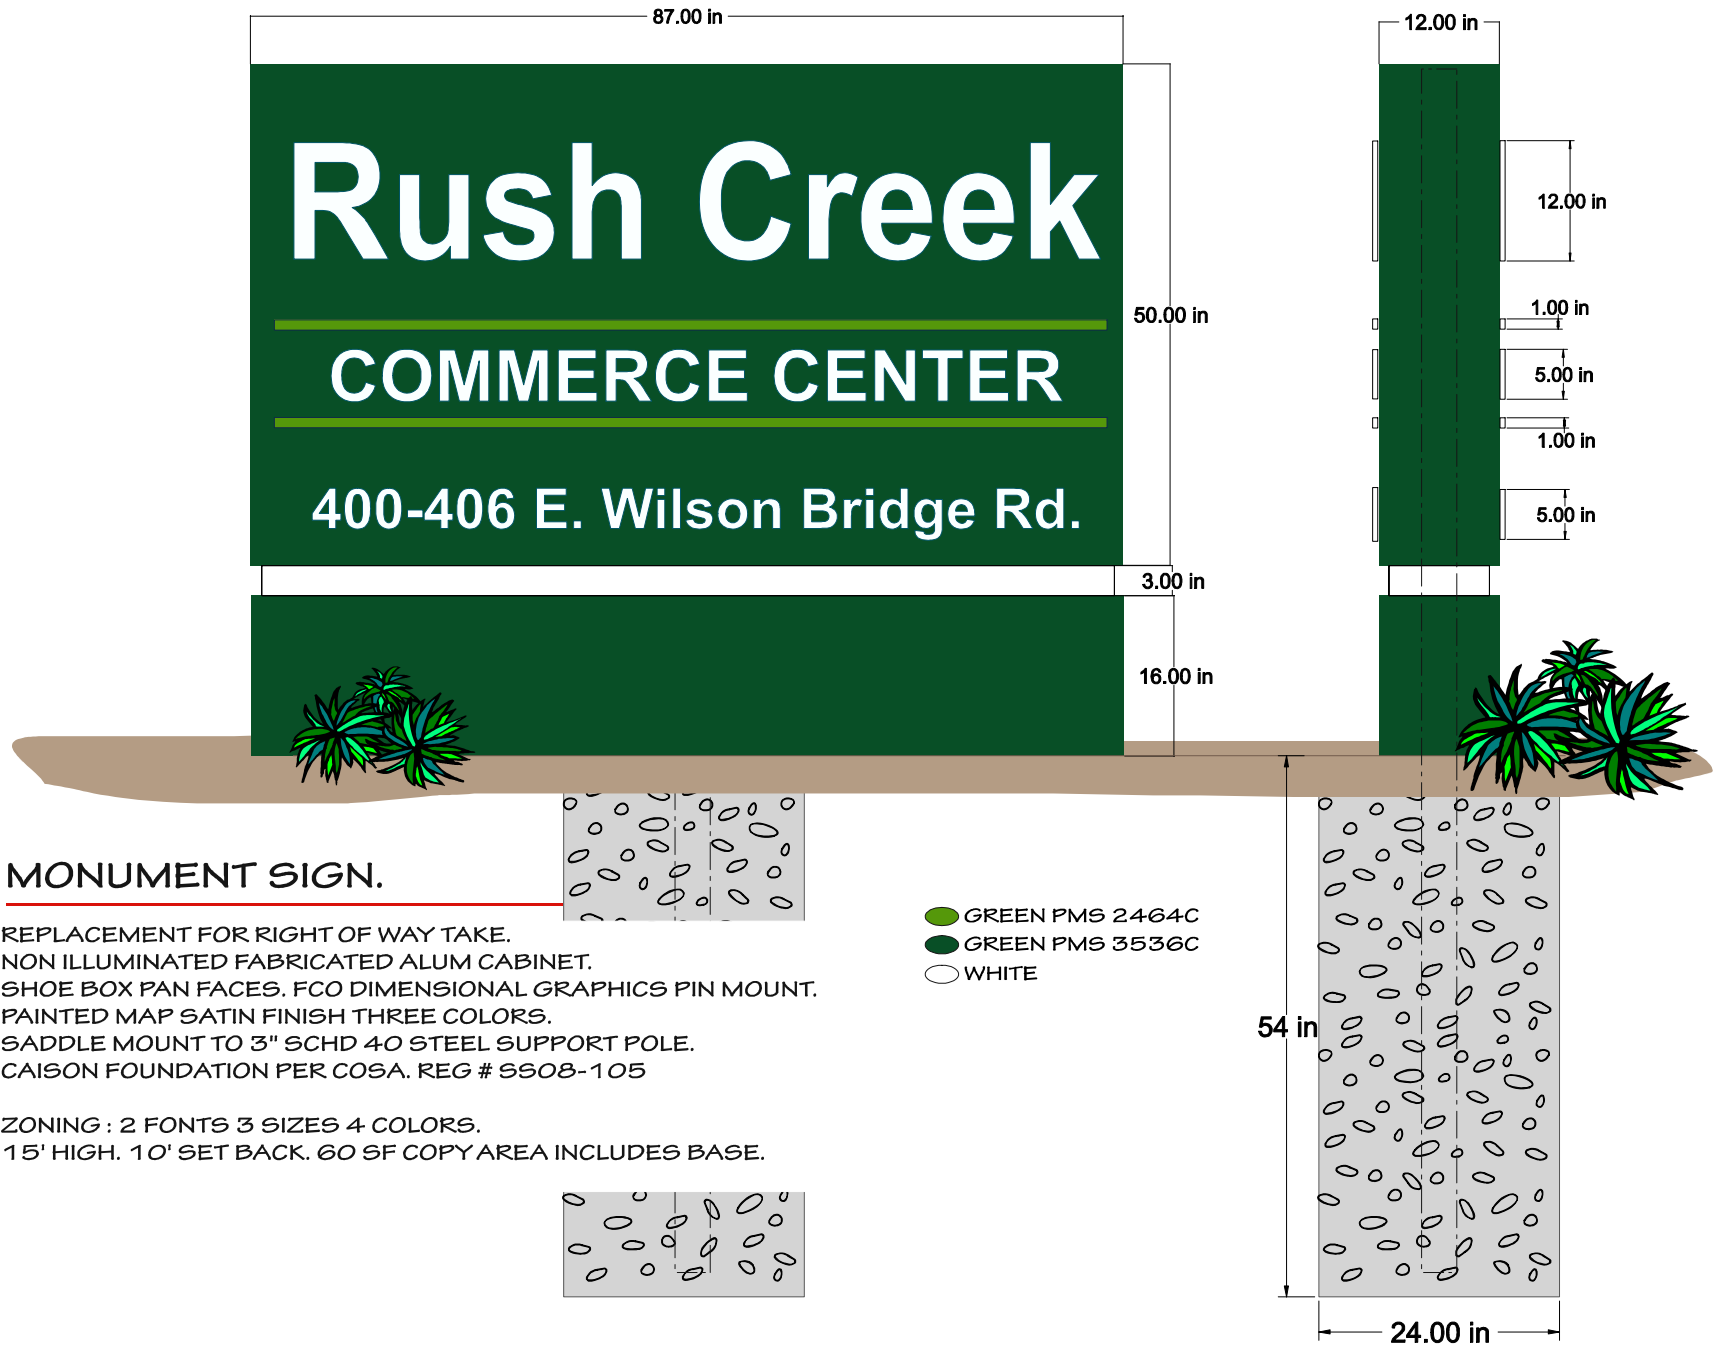 87.00 in
12.00 in
Rush Creek
12.00 in
1.00 in
50.00 in
COMMERCE CENTER
5.00 in
1.00 in
400-406 E. Wilson Bridge Rd.
5.00 in
3.00 in
16.00 in
MONUMENT SIGN.
REPLACEMENT FOR RIGHT OF WAY TAKE.
NON ILLUMINATED FABRICATED ALUM CABINET.
SHOE BOX PAN FACES. FCO DIMENSIONAL GRAPHICS PIN MOUNT.
PAINTED MAP SATIN FINISH THREE COLORS.
SADDLE MOUNT TO 3" SCHD 40 STEEL SUPPORT POLE.
CAISON FOUNDATION PER COSA. REG # SS08-105
ZONING : 2 FONTS 3 SIZES 4 COLORS.
15' HIGH. 10' SET BACK. 60 SF COPY AREA INCLUDES BASE.
GREEN PMS 2464C
GREEN PMS 3536C
WHITE
54 in
24.00 in